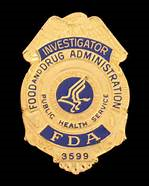 INVESTIGATOR
FOOD AND DRUG ADMINISTRATION
PUBLIC HEALTH SERVICE
FDA
3599